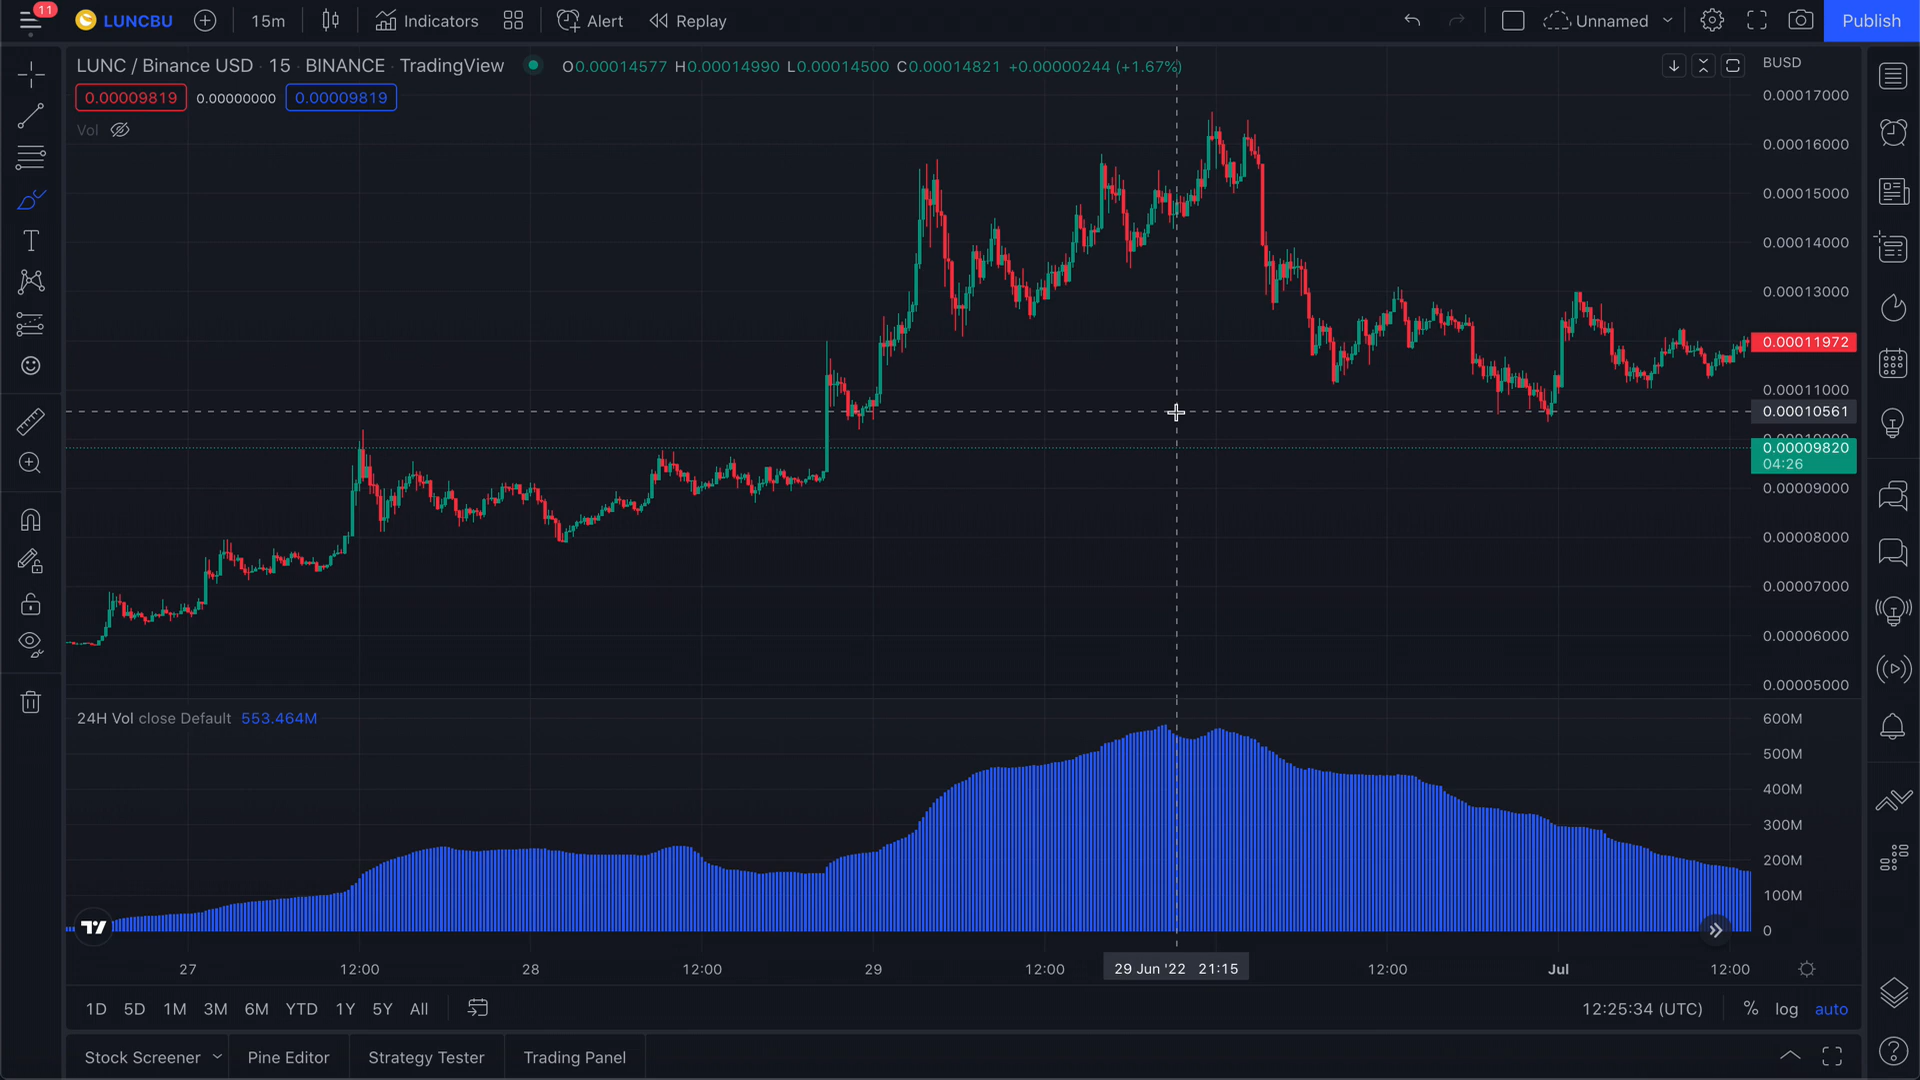 11
LUNCBU 15m Indicators Alert Replay Unnamed Publish
LUNC / Binance USD · 15 · BINANCE · TradingView O0.00014577 H0.00014990 L0.00014500 C0.00014821 +0.00000244 (+1.67%) BUSD
0.00009819 0.00000000 0.00009819
Vol
0.00017000
0.00016000
0.00015000
0.00014000
0.00013000
0.00011972
0.00011000
0.00010561
0.00009820
04:26
0.00009000
0.00008000
0.00007000
0.00006000
0.00005000
24H Vol close Default 553.464M
600M
500M
400M
300M
200M
100M
0
27 12:00 28 12:00 29 12:00 29 Jun '22 21:15 12:00 Jul 12:00
1D 5D 1M 3M 6M YTD 1Y 5Y All 12:25:34 (UTC) % log auto
Stock Screener Pine Editor Strategy Tester Trading Panel